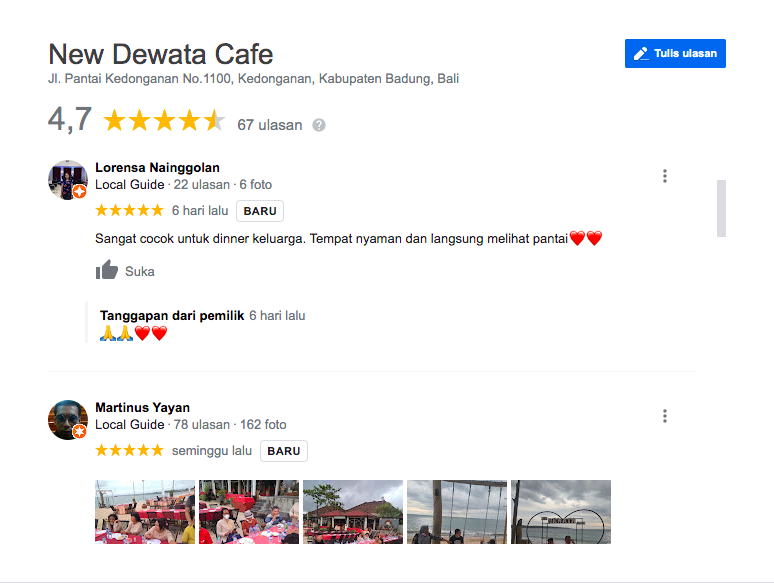 New Dewata Cafe
Tulis ulasan
Jl. Pantai Kedonganan No.1100, Kedonganan, Kabupaten Badung, Bali
4,7 67 ulasan ?
Lorensa Nainggolan
Local Guide · 22 ulasan · 6 foto
6 hari lalu BARU
Sangat cocok untuk dinner keluarga. Tempat nyaman dan langsung melihat pantai❤️❤️
Suka
Tanggapan dari pemilik 6 hari lalu
🙏🙏❤️❤️
Martinus Yayan
Local Guide · 78 ulasan · 162 foto
seminggu lalu BARU